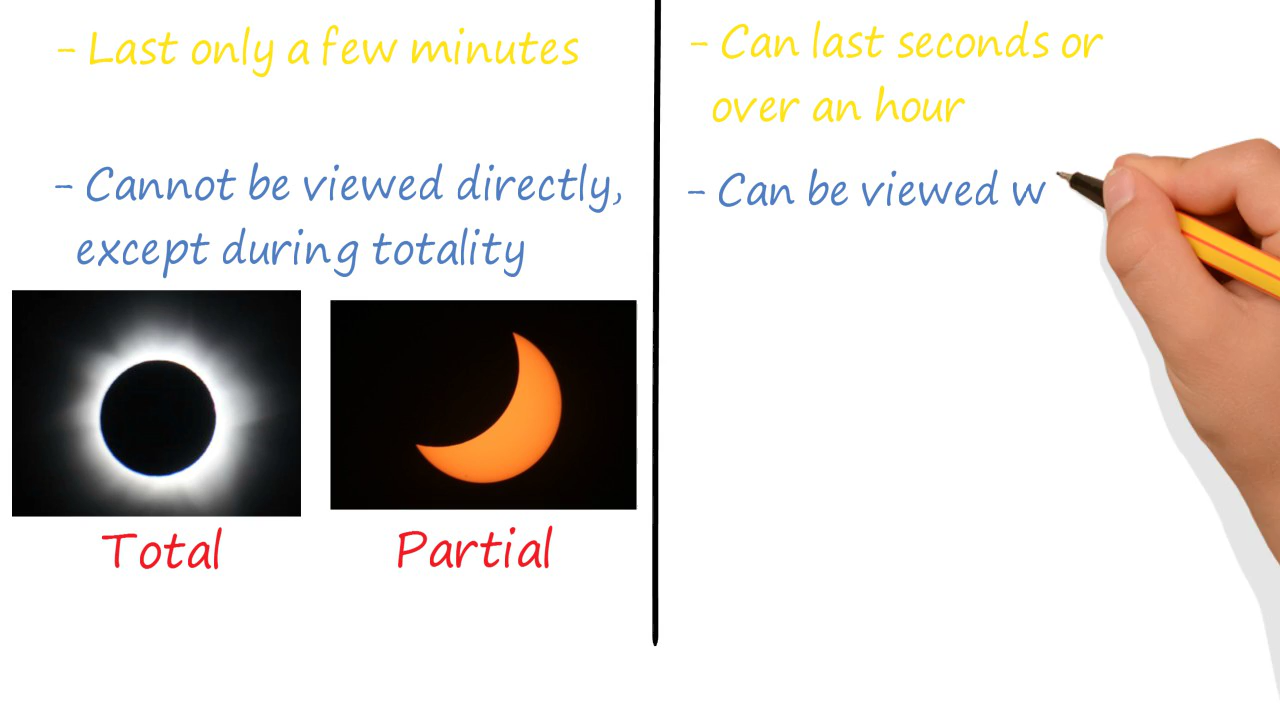 - Last only a few minutes
- Cannot be viewed directly,
except during totality
Total
Partial
- Can last seconds or
over an hour
- Can be viewed w